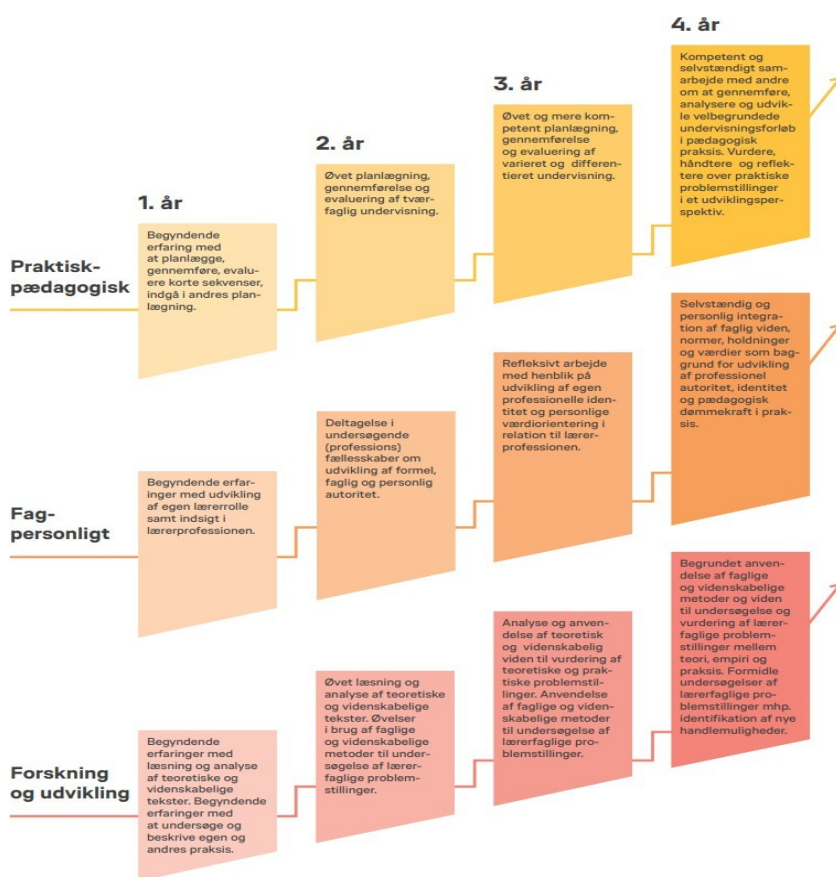 4. år
Kompetent og
selvstændigt sam-
arbejde med andre
om at gennemføre,
analysere og udvik-
le velbegrundede
undervisningsforløb
i pædagogisk
praksis. Vurdere,
håndtere og reflek-
tere over praktiske
problemstillinger
i et udviklingsper-
spektiv.
3. år
Øvet og mere kom-
petent planlægning,
gennemførelse
og evaluering af
varieret og differen-
tieret undervisning.
2. år
Øvet planlægning,
gennemførelse og
evaluering af tvær-
faglig undervisning.
1. år
Begyndende
erfaring med
at planlægge,
gennemføre, evalu-
ere korte sekvenser,
indgå i andres plan-
lægning.
Praktisk-
pædagogisk
Selvstændig og
personlig integra-
tion af faglig viden,
normer, holdninger
og værdier som bag-
grund for udvikling
af professionel
autoritet, identitet
og pædagogisk
dømmekraft i prak-
sis.
Refleksivt arbejde
med henblik på
udvikling af egen
professionelle iden-
titet og personlige
værdiorientering i
relation til lærer-
professionen.
Deltagelse i
undersøgende
(professions)
fællesskaber om
udvikling af formel,
faglig og personlig
autoritet.
Begyndende erfar-
inger med udvikling
af egen lærerrolle
samt indsigt i
lærerprofessionen.
Fag-
personligt
Begrundet anven-
delse af faglige
og videnskabelige
metoder og viden
til undersøgelse og
vurdering af lærer-
faglige problem-
stillinger mellem
teori, empiri og
praksis. Formidle
undersøgelser af
lærerfaglige pro-
blemstillinger mhp.
identifikation af nye
handlemuligheder.
Analyse og anven-
delse af teoretisk
og videnskabelig
viden til vurdering af
teoretiske og prak-
tiske problemstil-
linger. Anvendelse
af faglige og viden-
skabelige metoder
til undersøgelse af
lærerfaglige pro-
blemstillinger.
Øvet læsning og
analyse af teoretiske
og videnskabelige
tekster. Øvelser
i brug af faglige
og videnskabelige
metoder til under-
søgelse af lærer-
faglige problem-
stillinger.
Begyndende
erfaringer med
læsning og analyse
af teoretiske og
videnskabelige
tekster. Begyndende
erfaringer med
at undersøge og
beskrive egen og
andres praksis.
Forskning
og udvikling